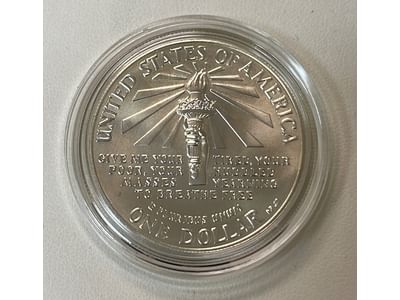 UNITED STATES OF AMERICA
GIVE ME YOUR TIRED, YOUR
POOR, YOUR HUDDLED
MASSES YEARNING
TO BREATHE FREE
E PLURIBUS UNUM
ONE DOLLAR